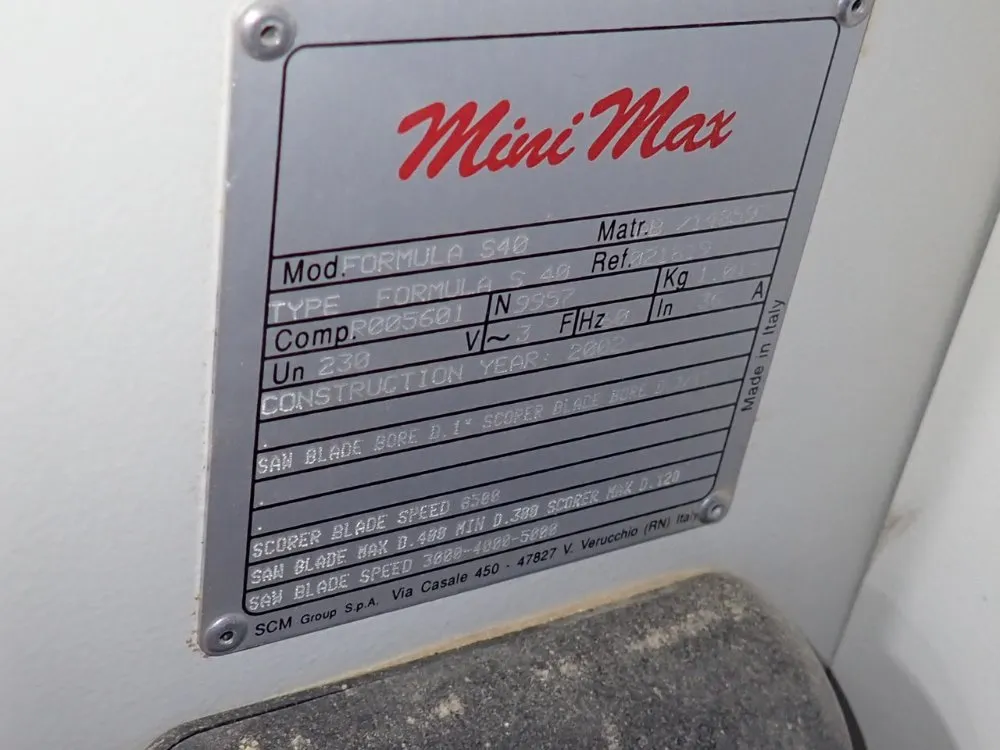 Mini Max
Mod. FORMULA S40 Matr.
TYPE FORMULA S 40 Ref.
Comp. R005601 N 9957 Kg
Un 230 V ~ 3 F Hz In A
CONSTRUCTION YEAR: 2002
.
SAW BLADE BORE D.1" SCORER BLADE BORE D.
.
.
SCORER BLADE SPEED 8500
SAW BLADE MAX D.400 MIN D.300 SCORER MAX D.120
SAW BLADE SPEED 3000-4000-5000
SCM Group S.p.A. Via Casale 450 - 47827 V. Verucchio (RN) Italy
Made in Italy